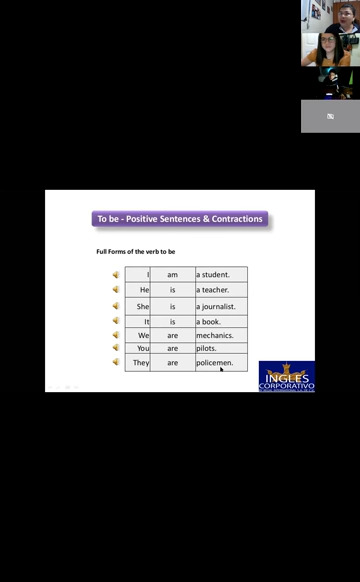 To be - Positive Sentences & Contractions
Full Forms of the verb to be
I am a student.
He is a teacher.
She is a journalist.
It is a book.
We are mechanics.
You are pilots.
They are policemen.
INGLES
CORPORATIVO